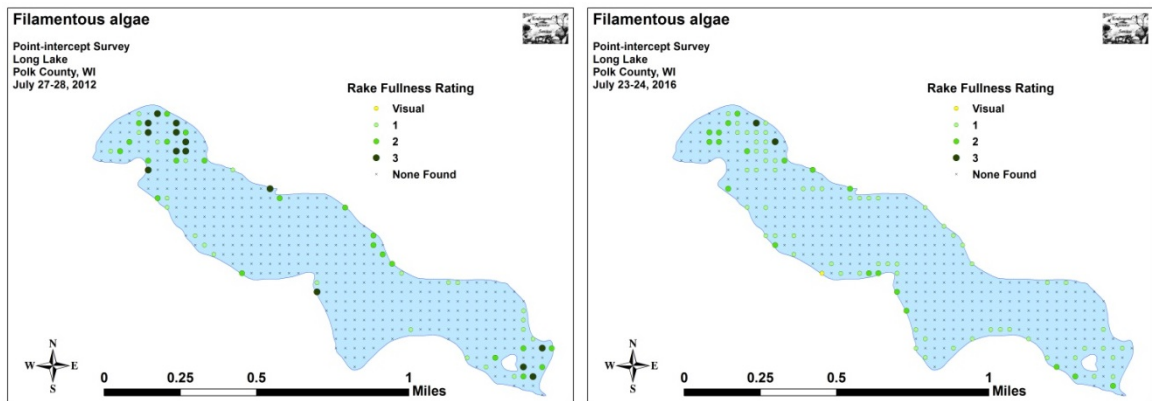 Filamentous algae
Point-intercept Survey
Long Lake
Polk County, WI
July 27-28, 2012
Rake Fullness Rating
Visual
1
2
3
None Found
N
W E
S
0 0.25 0.5 1
Miles
Filamentous algae
Point-intercept Survey
Long Lake
Polk County, WI
July 23-24, 2016
Rake Fullness Rating
Visual
1
2
3
None Found
N
W E
S
0 0.25 0.5 1
Miles